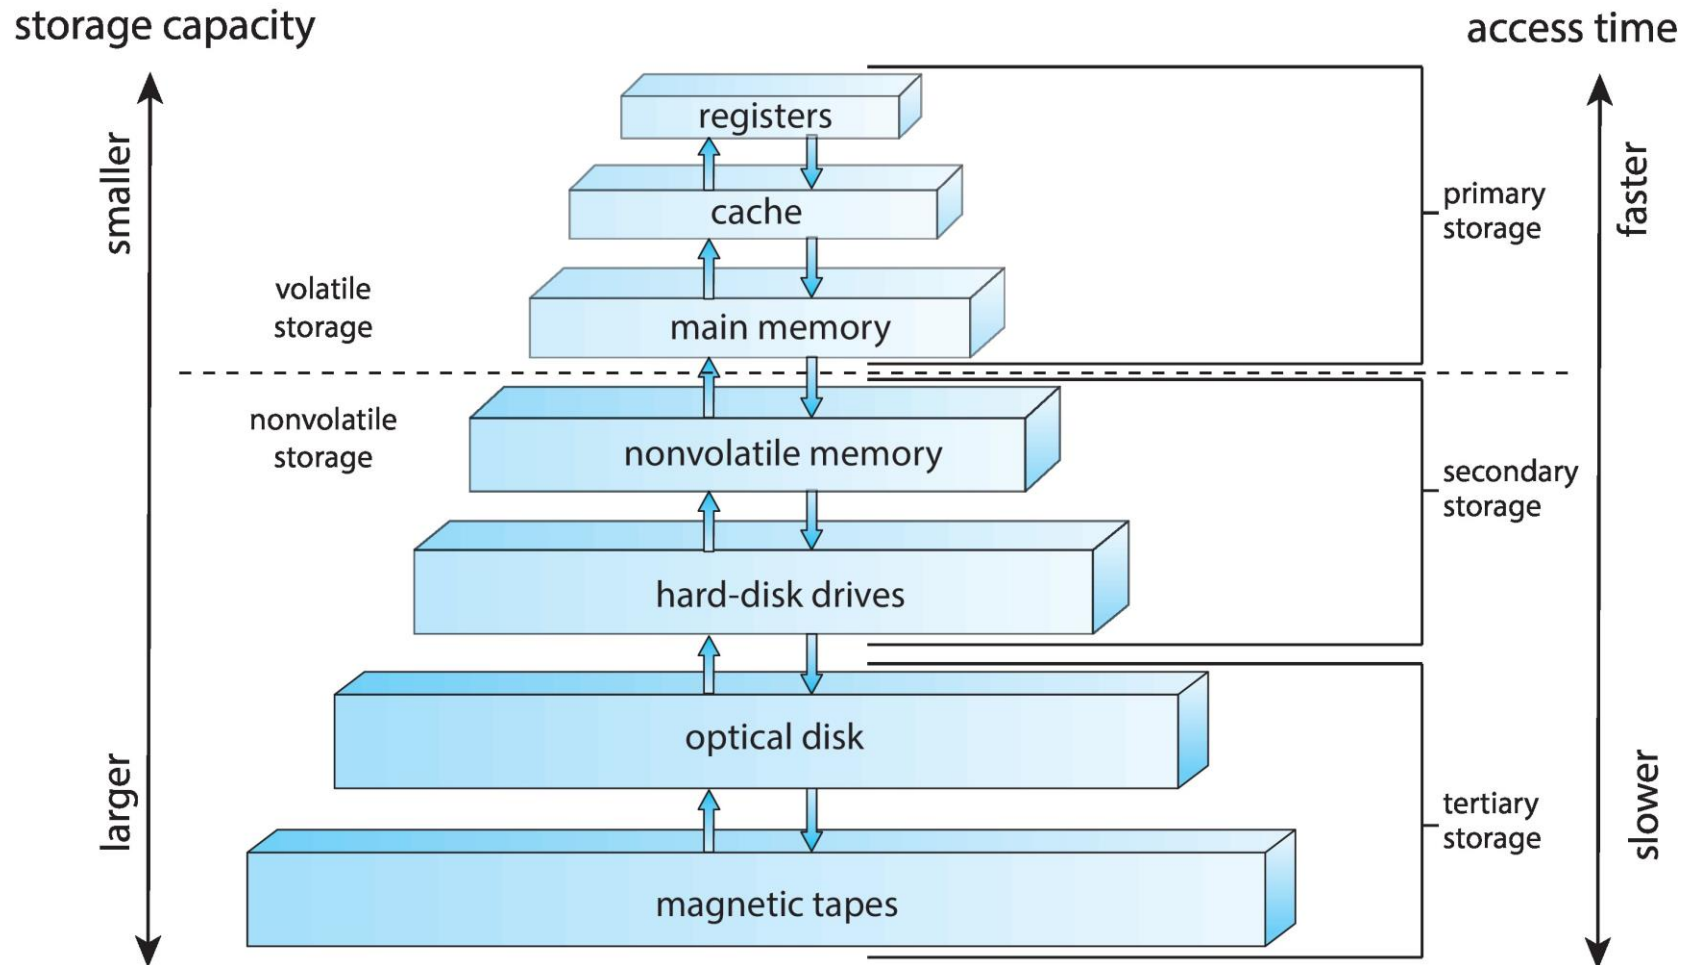 storage capacity
access time
smaller
larger
volatile
storage
nonvolatile
storage
registers
cache
main memory
nonvolatile memory
hard-disk drives
optical disk
magnetic tapes
primary
storage
secondary
storage
tertiary
storage
faster
slower